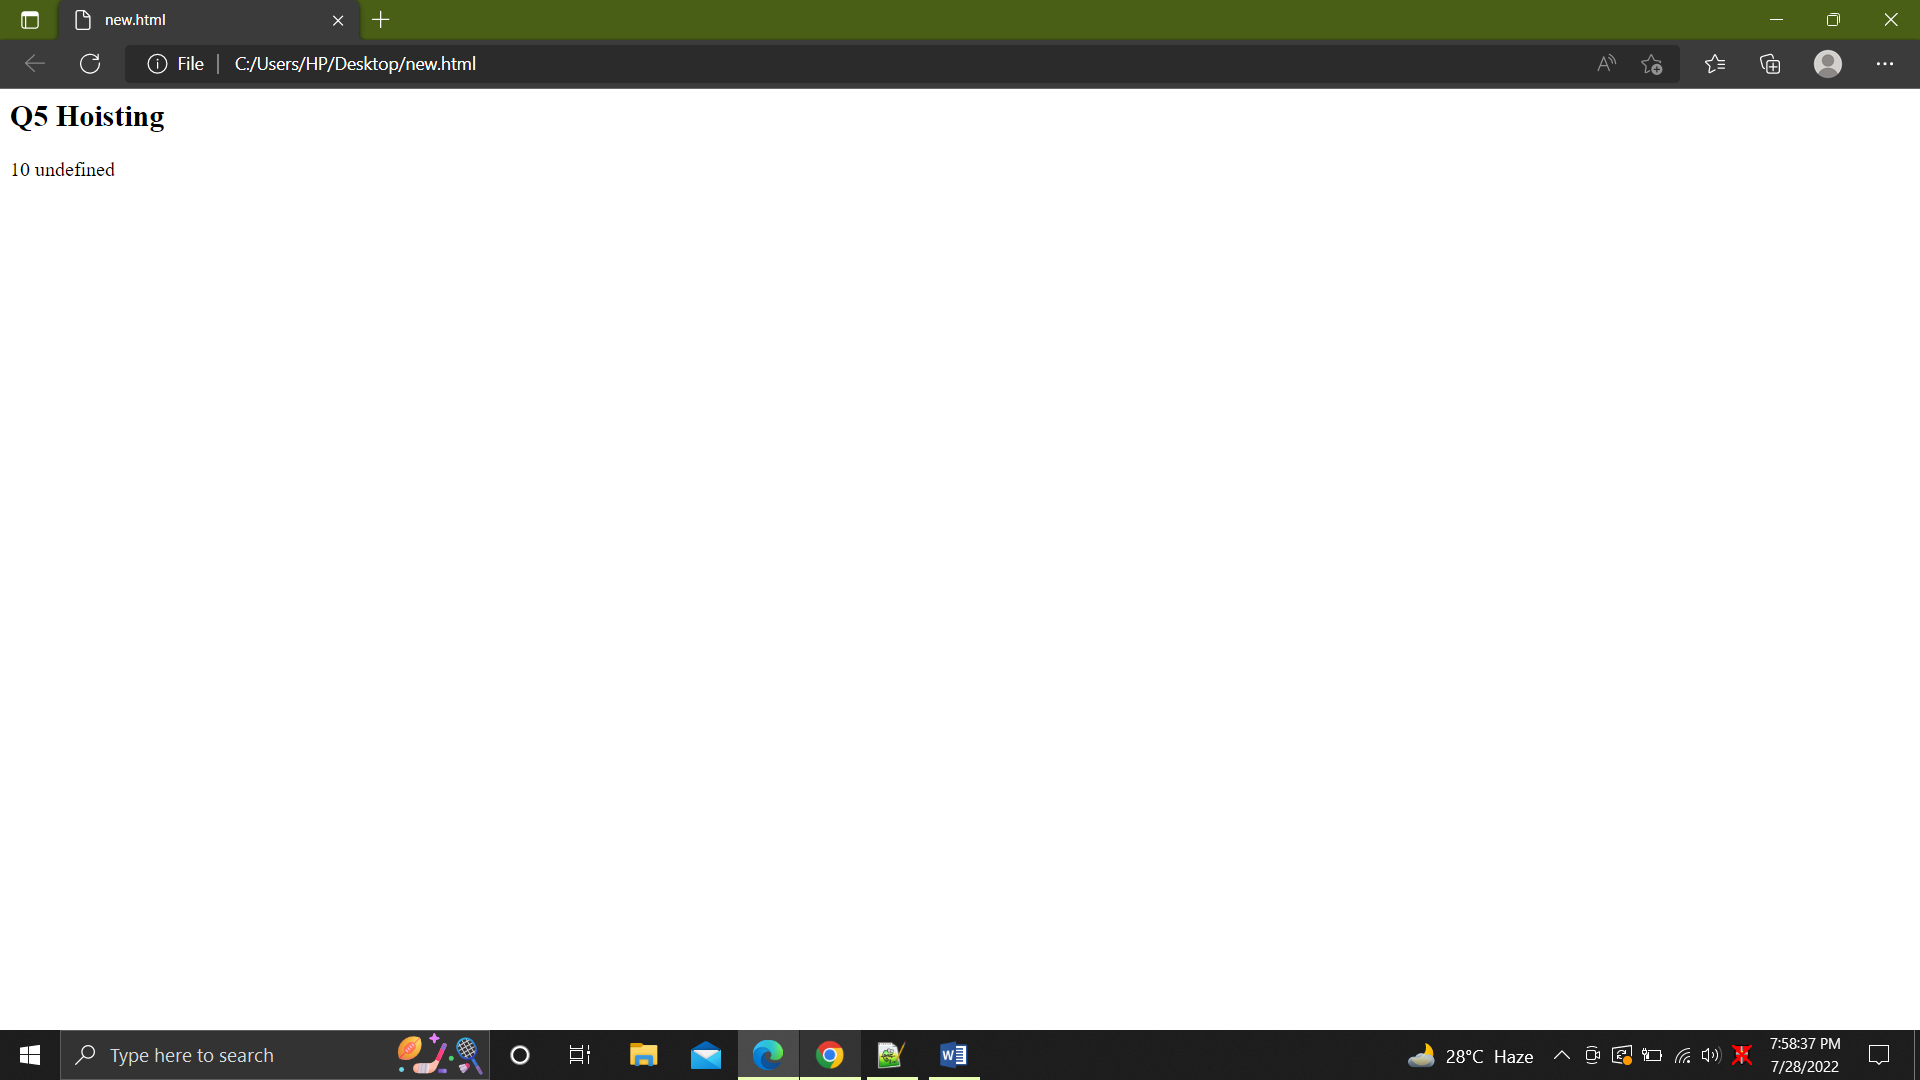 new.html
File
C:/Users/HP/Desktop/new.html
Q5 Hoisting
10 undefined
Type here to search
28°C Haze
7:58:37 PM
7/28/2022